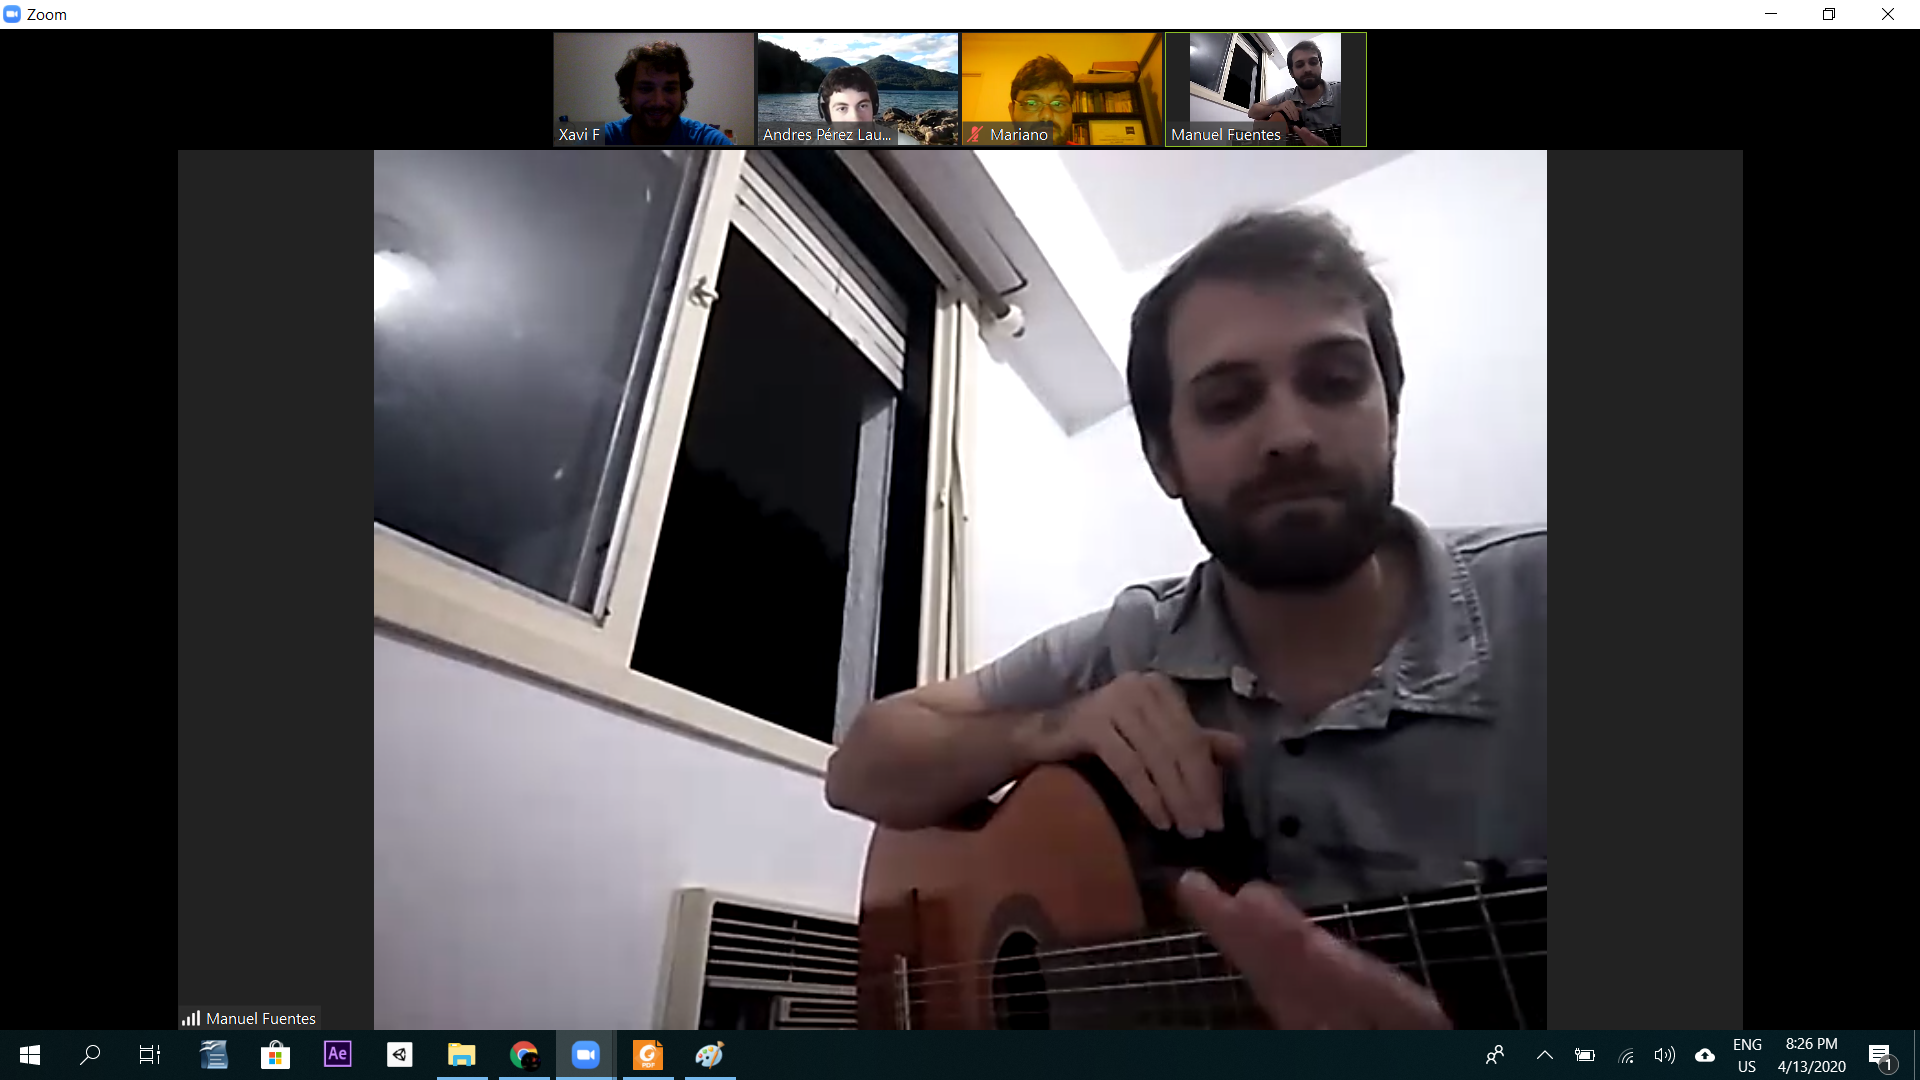 Zoom
Xavi F
Andres Pérez Lau...
Mariano
Manuel Fuentes
Manuel Fuentes
Ae
PDF
ENG
US
8:26 PM
4/13/2020
1